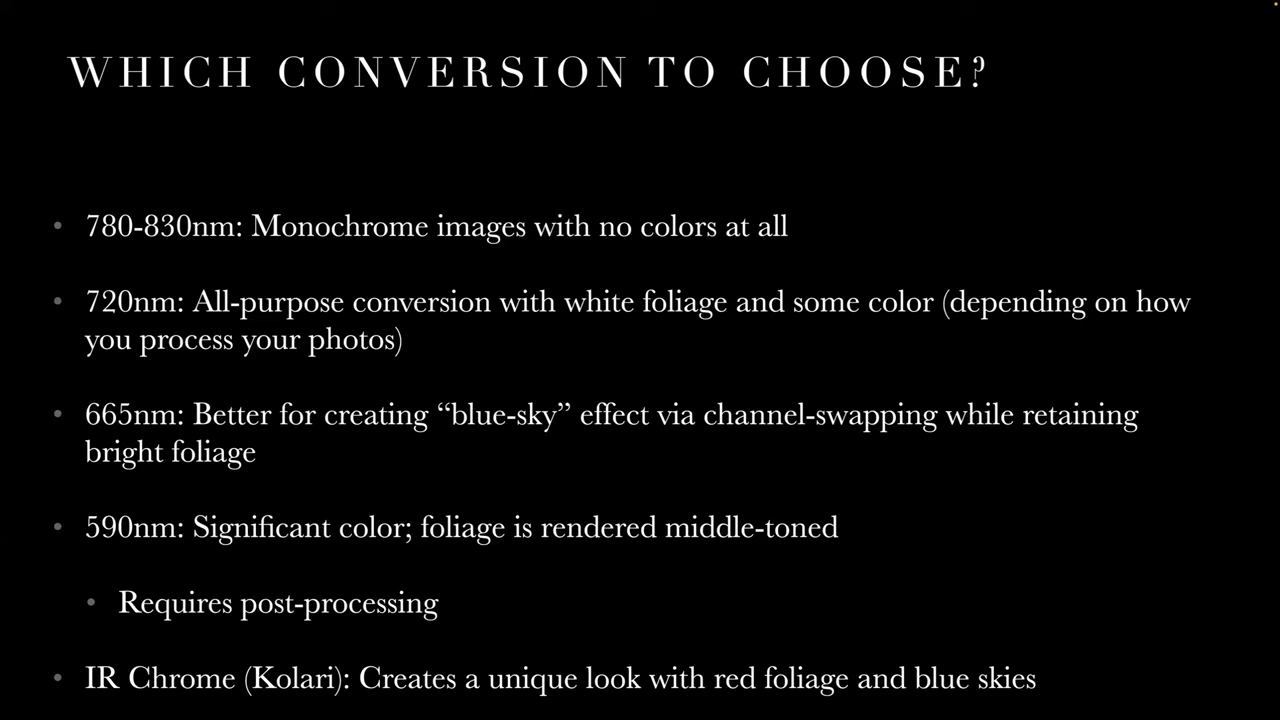 WHICH CONVERSION TO CHOOSE?
• 780-830nm: Monochrome images with no colors at all
• 720nm: All-purpose conversion with white foliage and some color (depending on how
you process your photos)
• 665nm: Better for creating “blue-sky” effect via channel-swapping while retaining
bright foliage
• 590nm: Significant color; foliage is rendered middle-toned
• Requires post-processing
• IR Chrome (Kolari): Creates a unique look with red foliage and blue skies